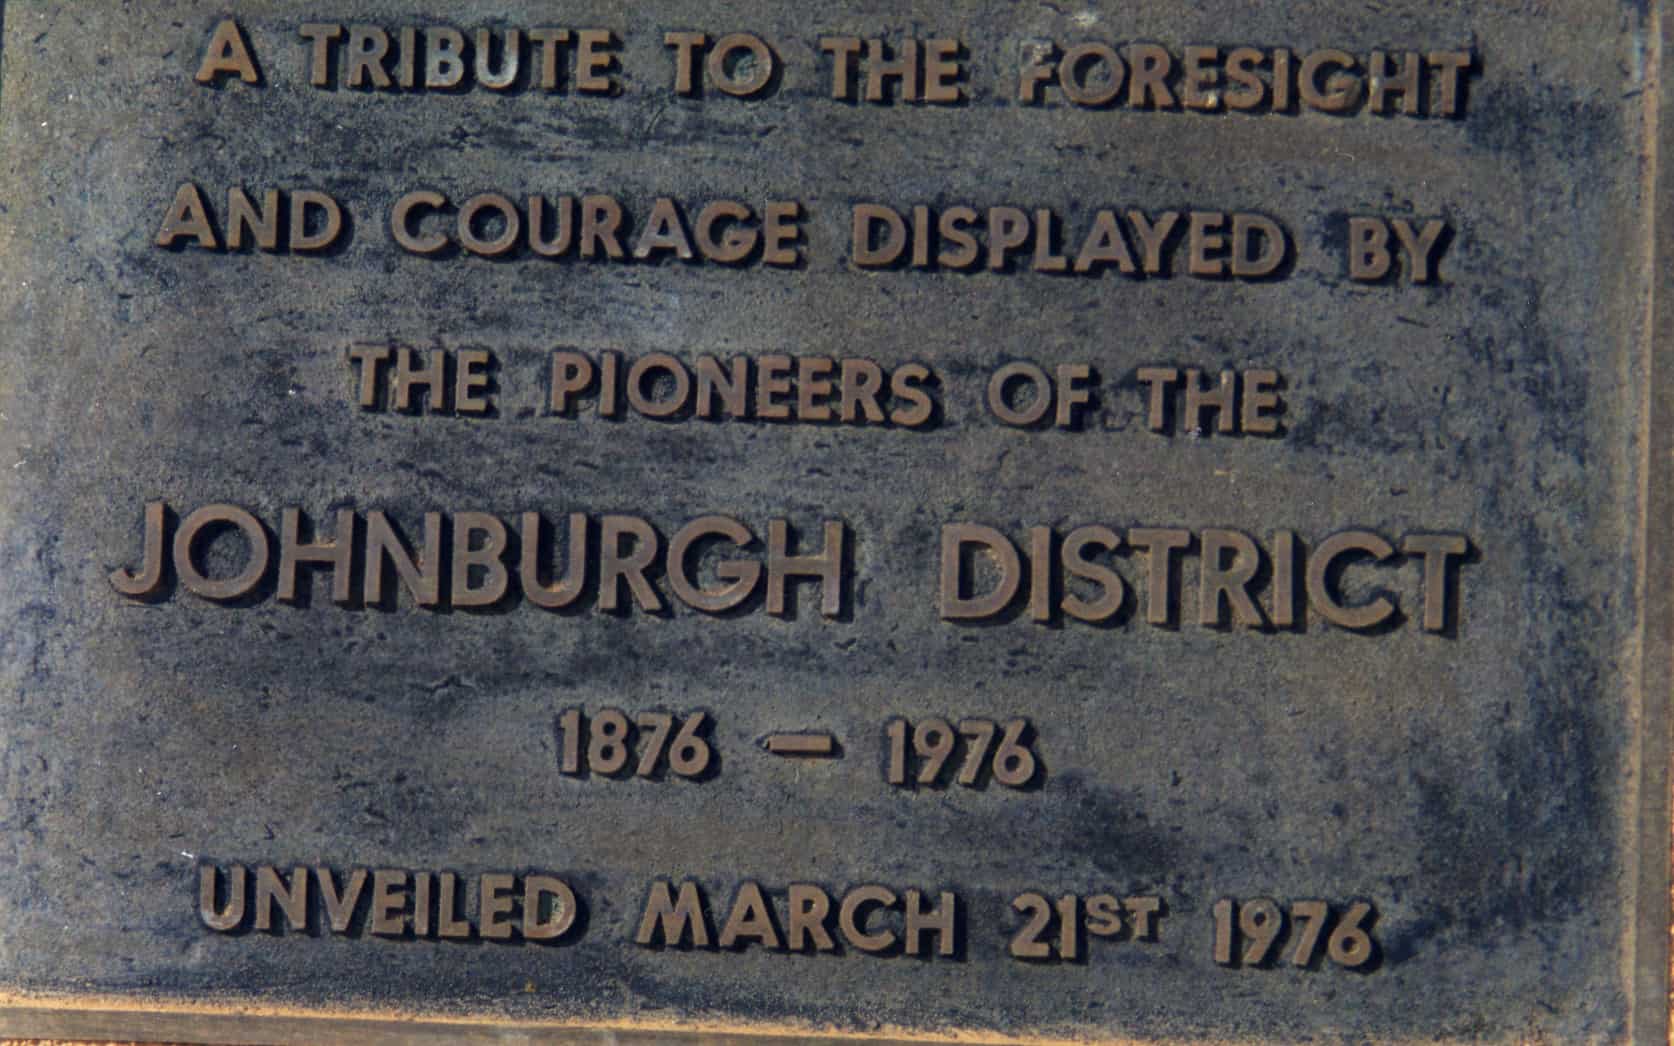 A TRIBUTE TO THE FORESIGHT
AND COURAGE DISPLAYED BY
THE PIONEERS OF THE
JOHNBURGH DISTRICT
1876 – 1976
UNVEILED MARCH 21ST 1976